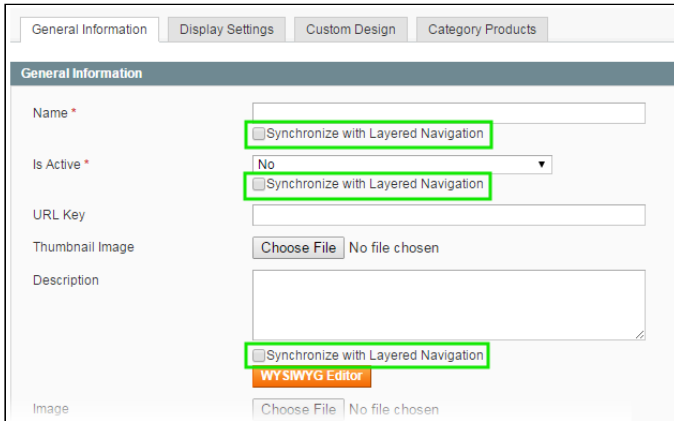 General Information Display Settings Custom Design Category Products
General Information
Name *
Synchronize with Layered Navigation
Is Active * No
Synchronize with Layered Navigation
URL Key
Thumbnail Image Choose File No file chosen
Description
Synchronize with Layered Navigation
WYSIWYG Editor
Image Choose File No file chosen